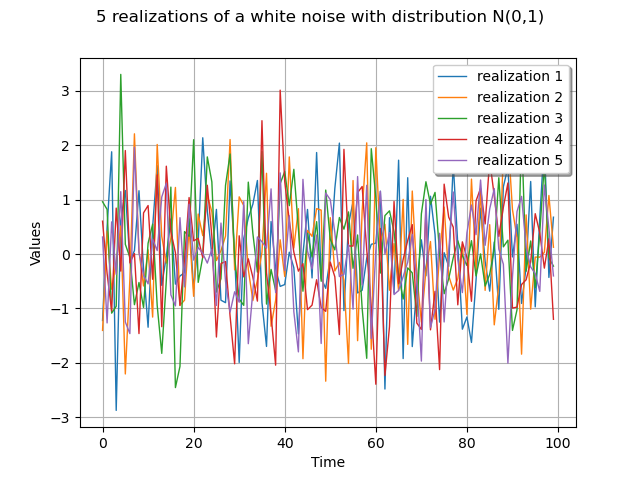 5 realizations of a white noise with distribution N(0,1)
realization 1
realization 2
realization 3
realization 4
realization 5
Values
3
2
1
0
−1
−2
−3
0 20 40 60 80 100
Time